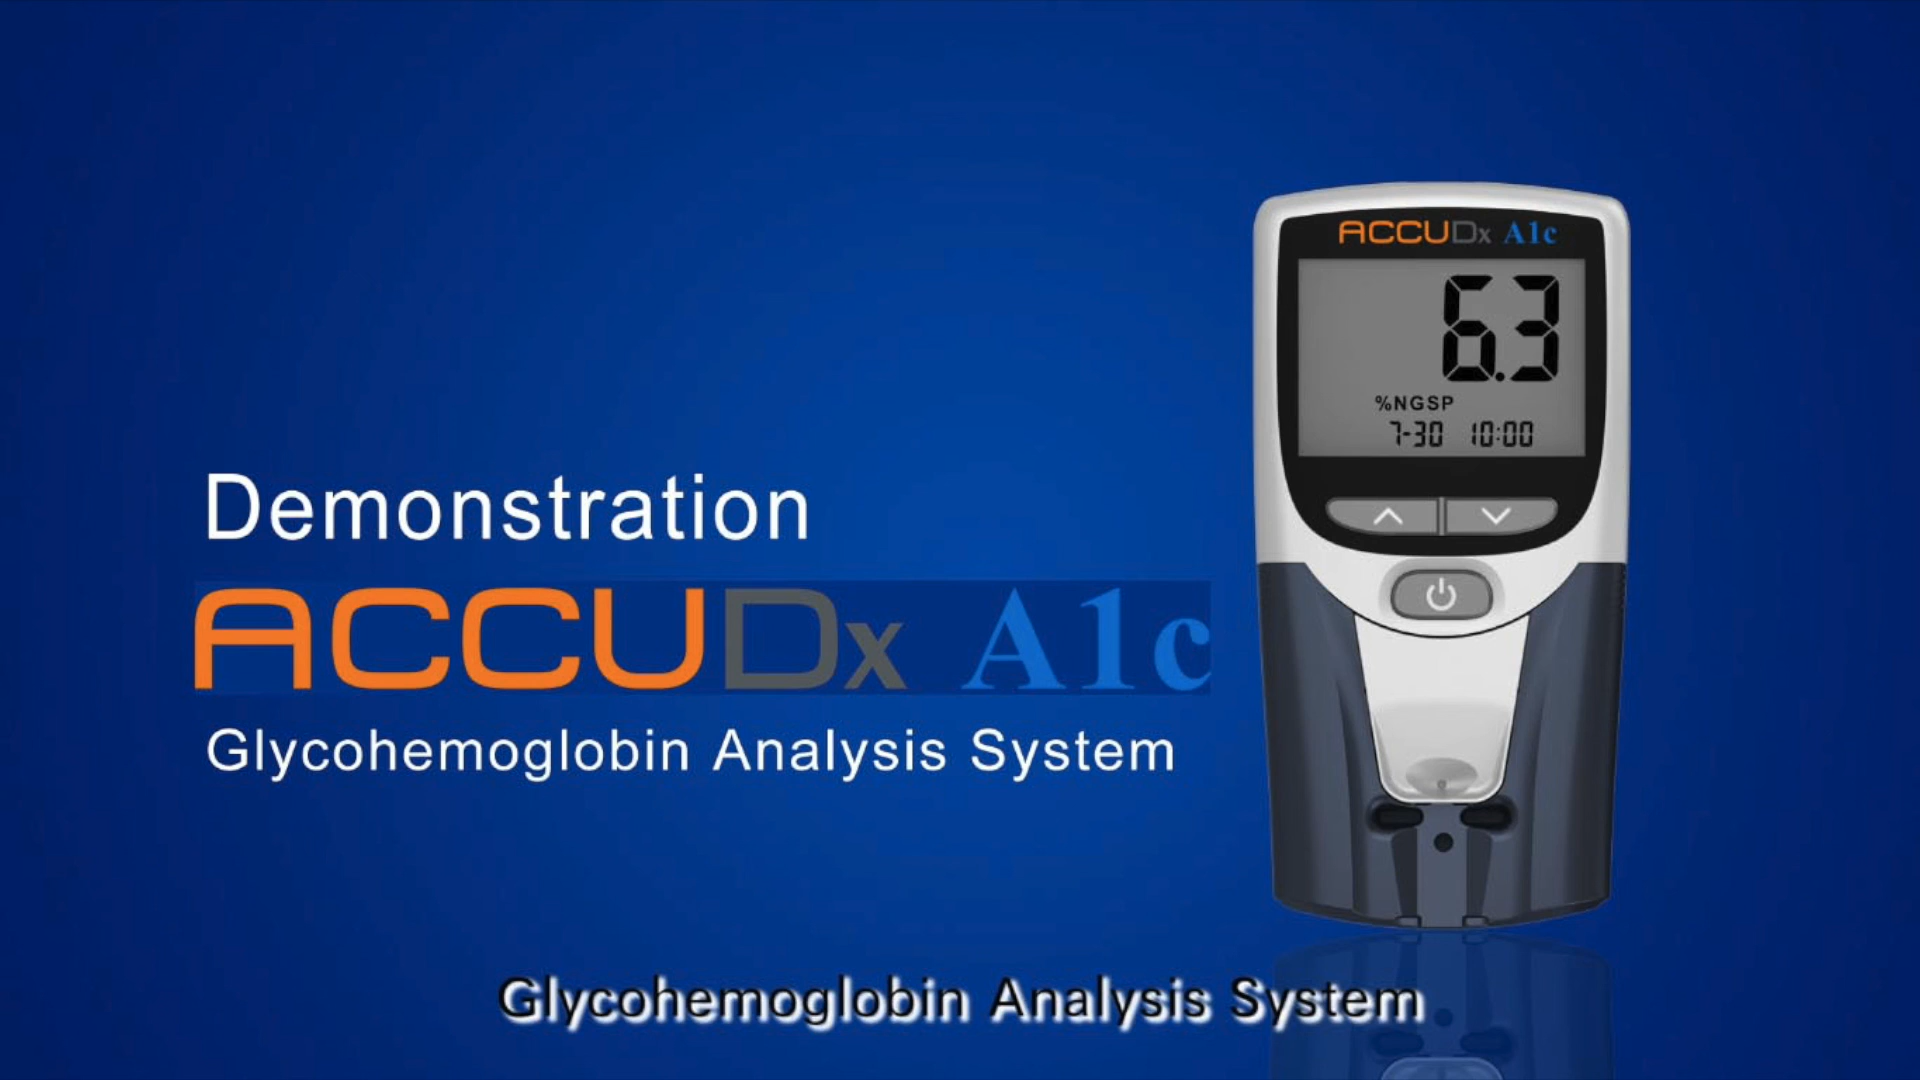 Demonstration
ACCUDx A1c
Glycohemoglobin Analysis System
ACCUDx A1c
6.3
%NGSP
7-30 10:00
Glycohemoglobin Analysis System